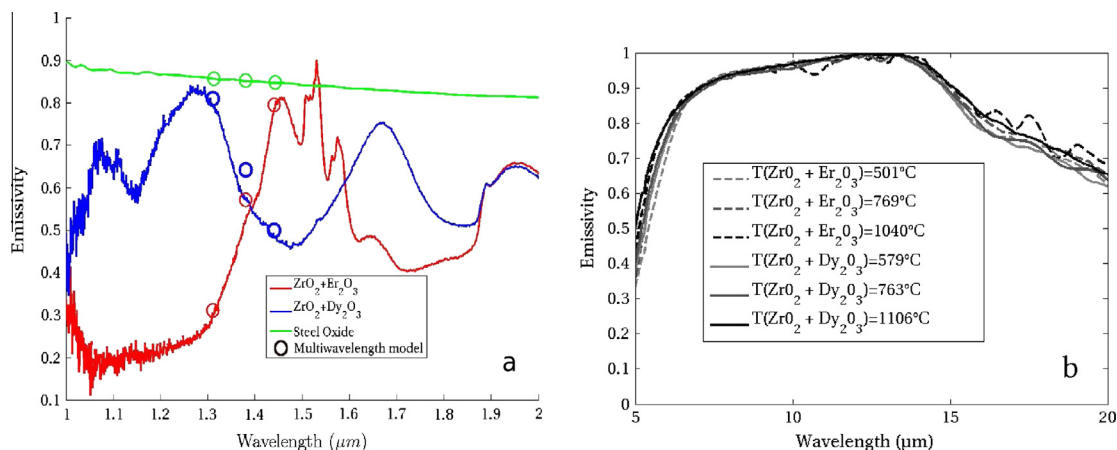 1
0.9
0.8
0.7
0.6
0.5
0.4
0.3
0.2
0.1
Emissivity
1 1.1 1.2 1.3 1.4 1.5 1.6 1.7 1.8 1.9 2
Wavelength (μm)
ZrO2+Er2O3
ZrO2+Dy2O3
Steel Oxide
Multiwavelength model
a
1
0.9
0.8
0.7
0.6
0.5
0.4
0.3
0.2
0.1
0
Emissivity
5 10 15 20
Wavelength (μm)
T(Zr0₂ + Er₂0₃)=501°C
T(Zr0₂ + Er₂0₃)=769°C
T(Zr0₂ + Er₂0₃)=1040°C
T(Zr0₂ + Dy₂0₃)=579°C
T(Zr0₂ + Dy₂0₃)=763°C
T(Zr0₂ + Dy₂0₃)=1106°C
b